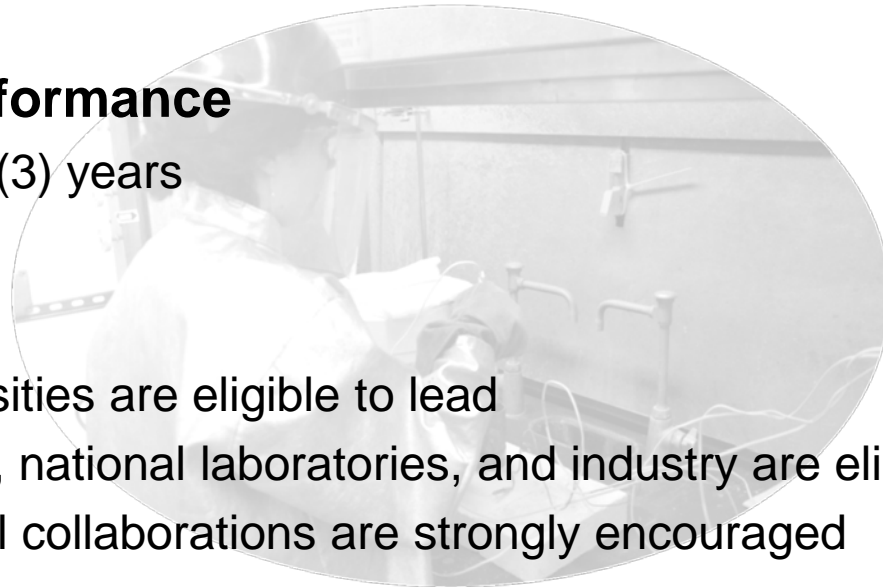 formance
(3) years
sities are eligible to lead
, national laboratories, and industry are eli
l collaborations are strongly encouraged